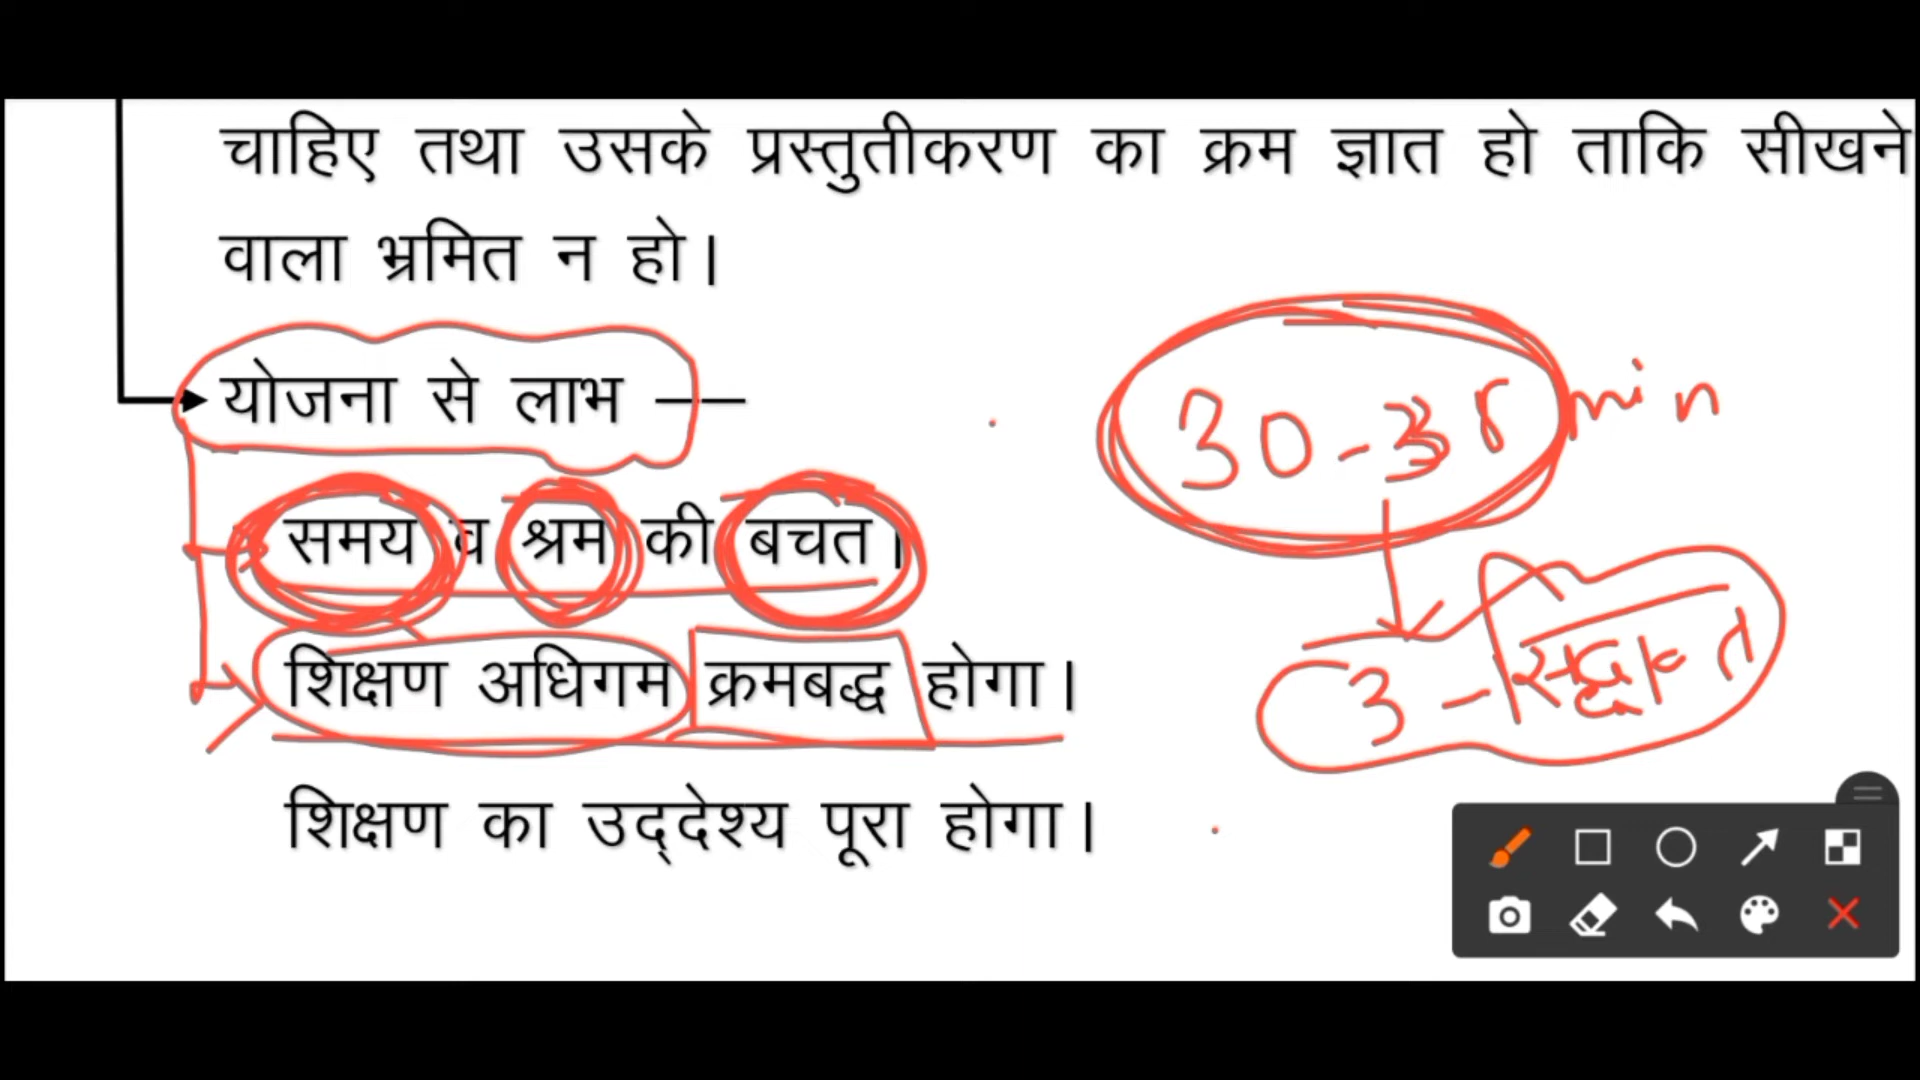 चाहिए तथा उसके प्रस्तुतीकरण का क्रम ज्ञात हो ताकि सीखने
वाला भ्रमित न हो।
योजना से लाभ ——
समय व श्रम की बचत।
शिक्षण अधिगम क्रमबद्ध होगा।
शिक्षण का उद्‌देश्य पूरा होगा।
30-35 min
3 -